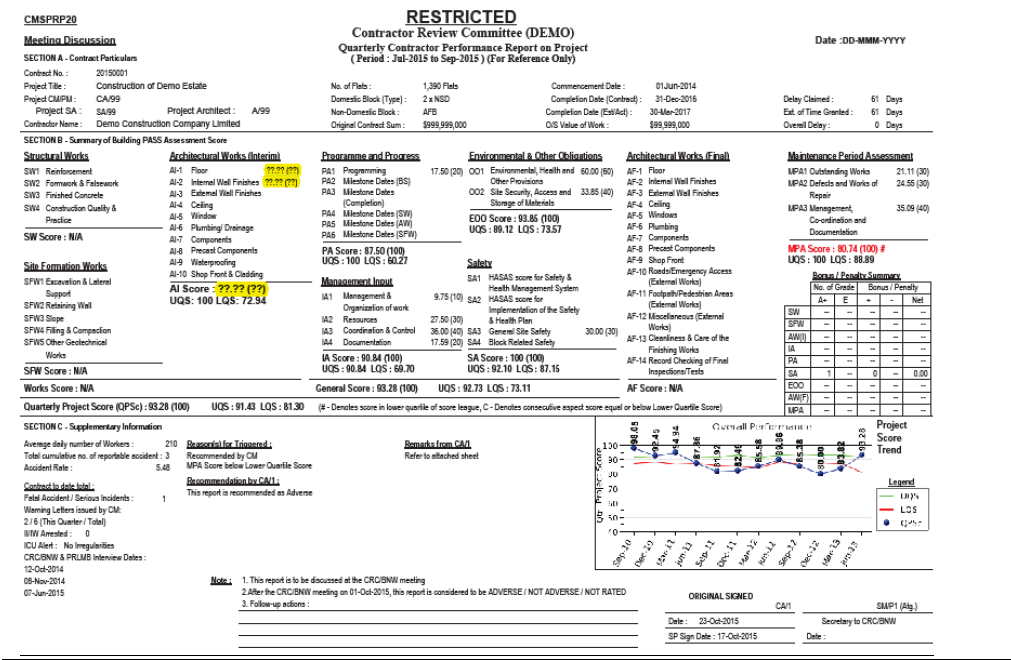 CMSPRP20
RESTRICTED
Contractor Review Committee (DEMO)
Meeting Discussion
Quarterly Contractor Performance Report on Project
Date :DD-MMM-YYYY
( Period : Jul-2015 to Sep-2015 ) (For Reference Only)
SECTION A - Contract Particulars
Contract No. : 20150001
Project Title : Construction of Demo Estate
No. of Flats : 1,390 Flats
Commencement Date : 01Jun-2014
Project CM/PM : CA/99
Domestic Block (Type) : 2 x NSD
Completion Date (Contract) : 31-Dec-2016
Delay Claimed : 61 Days
Project SA : SA/99 Project Architect : A/99
Non-Domestic Block : AFB
Completion Date (Est/Act) : 30-Mar-2017
Ext. of Time Granted : 61 Days
Contractor Name : Demo Construction Company Limited
Original Contract Sum : $999,999,000
O/S Value of Work : $99,999,000
Overall Delay : 0 Days
SECTION B - Summary of Building PASS Assessment Score
Structural Works
SW1 Reinforcement
SW2 Formwork & Falsework
SW3 Finished Concrete
SW4 Construction Quality &
Practice
SW Score : N/A
Site Formation Works
SFW1 Excavation & Lateral
Support
SFW2 Retaining Wall
SFW3 Slope
SFW4 Filling & Compaction
SFW5 Other Geotechnical
Works
SFW Score : N/A
Architectural Works (Interim)
AI-1 Floor ??.?? (??)
AI-2 Internal Wall Finishes ??.?? (??)
AI-3 External Wall Finishes
AI-4 Ceiling
AI-5 Window
AI-6 Plumbing/ Drainage
AI-7 Components
AI-8 Precast Components
AI-9 Waterproofing
AI-10 Shop Front & Cladding
AI Score : ??.?? (??)
UQS: 100 LQS: 72.94
Programme and Progress
PA1 Programming 17.50 (20)
PA2 Milestone Dates (BS)
PA3 Milestone Dates
(Completion)
PA4 Milestone Dates (SW)
PA5 Milestone Dates (AW)
PA6 Milestone Dates (SFW)
PA Score : 87.50 (100)
UQS : 100 LQS : 60.27
Management Input
IA1 Management & 9.75 (10)
Organization of work
IA2 Resources 27.50 (30)
IA3 Coordination & Control 36.00 (40)
IA4 Documentation 17.59 (20)
IA Score : 90.84 (100)
UQS : 90.84 LQS : 69.70
Environmental & Other Obligations
OO1 Environmental, Health and 60.00 (60)
Other Provisions
OO2 Site Security, Access and 33.85 (40)
Storage of Materials
EOO Score : 93.85 (100)
UQS : 89.12 LQS : 73.57
Safety
SA1 HASAS score for Safety &
Health Management System
SA2 HASAS score for
Implementation of the Safety
& Health Plan
SA3 General Site Safety 30.00 (30)
SA4 Block Related Safety
SA Score : 100 (100)
UQS : 92.10 LQS : 87.15
Architectural Works (Final)
AF-1 Floor
AF-2 Internal Wall Finishes
AF-3 External Wall Finishes
AF-4 Ceiling
AF-5 Windows
AF-6 Plumbing
AF-7 Components
AF-8 Precast Components
AF-9 Shop Front
AF-10 Roads/Emergency Access
(External Works)
AF-11 Footpath/Pedestrian Areas
(External Works)
AF-12 Miscellaneous (External
Works)
AF-13 Cleanliness & Care of the
Finishing Works
AF-14 Record Checking of Final
Inspections/Tests
AF Score : N/A
Maintenance Period Assessment
MPA1 Outstanding Works 21.11 (30)
MPA2 Defects and Works of 24.55 (30)
Repair
MPA3 Management, 35.09 (40)
Co-ordination and
Documentation
MPA Score : 80.74 (100) #
UQS : 100 LQS : 88.89
Bonus / Penalty Summary
No. of Grade Bonus / Penalty
A+ E + - Net
SW -- -- -- -- --
SFW -- -- -- -- --
AW(I) -- -- -- -- --
IA -- -- -- -- --
PA -- -- -- -- --
SA 1 -- 0 -- 0.00
EOO -- -- -- -- --
AW(F) -- -- -- -- --
MPA -- -- -- -- --
Works Score : N/A
General Score : 93.28 (100) UQS : 92.73 LQS : 73.11
Quarterly Project Score (QPSc) : 93.28 (100) UQS : 91.43 LQS : 81.30 (# - Denotes score in lower quartile of score league, C - Denotes consecutive aspect score equal or below Lower Quartile Score)
SECTION C - Supplementary Information
Average daily number of Workers : 210
Total cumulative no. of reportable accident : 3
Accident Rate : 5.48
Contract to date total :
Fatal Accident / Serious Incidents : 1
Warning Letters issued by CM:
2 / 6 (This Quarter / Total)
II/IW Arrested : 0
ICU Alert : No Irregularities
CRC/BNW & PRLMB Interview Dates :
12-Oct-2014
08-Nov-2014
07-Jun-2015
Reason(s) for Triggered :
Recommended by CM
MPA Score below Lower Quartile Score
Recommendation by CA/1 :
This report is recommended as Adverse
Remarks from CA/1
Refer to attached sheet
Overall Performance
Project
Score
Trend
Qtr. Project Score
100
90
80
70
60
50
40
98.05
92.45
94.94
87.86
81.92
82.49
85.58
89.86
85.38
80.00
83.82
93.28
Sep-10
Dec-10
Mar-11
Jun-11
Sep-11
Dec-11
Mar-12
Jun-12
Sep-12
Dec-12
Mar-13
Jun-13
Legend
UQS
LQS
QPSc
Note : 1. This report is to be discussed at the CRC/BNW meeting
2.After the CRC/BNW meeting on 01-Oct-2015, this report is considered to be ADVERSE / NOT ADVERSE / NOT RATED
3. Follow-up actions :
ORIGINAL SIGNED
CA/1
SM/P1 (Atg.)
Date : 23-Oct-2015
Secretary to CRC/BNW
SP Sign Date : 17-Oct-2015
Date :